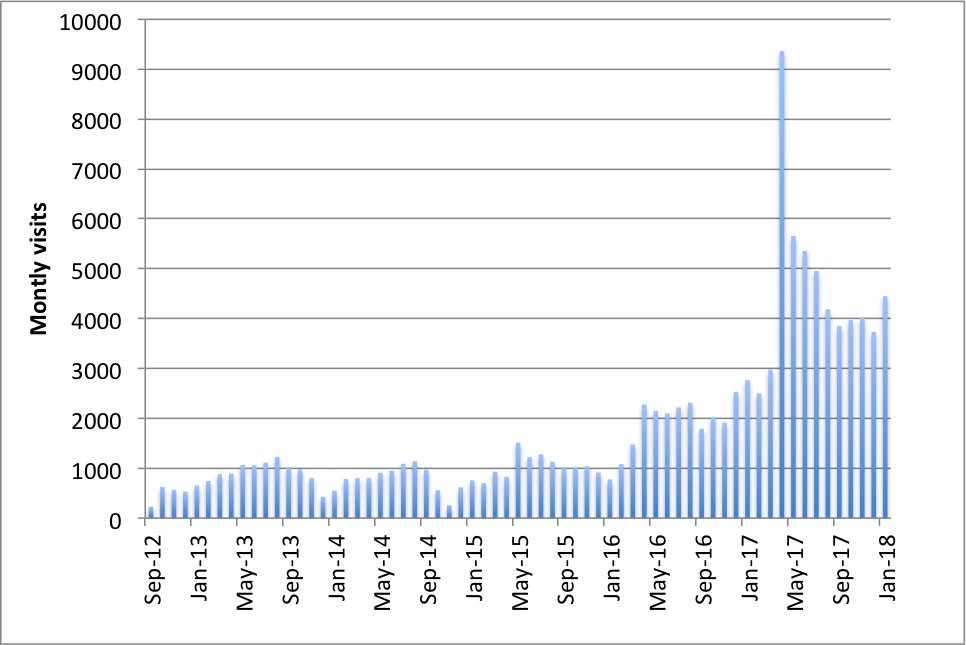 Montly visits
10000
9000
8000
7000
6000
5000
4000
3000
2000
1000
0
Sep-12
Jan-13
May-13
Sep-13
Jan-14
May-14
Sep-14
Jan-15
May-15
Sep-15
Jan-16
May-16
Sep-16
Jan-17
May-17
Sep-17
Jan-18